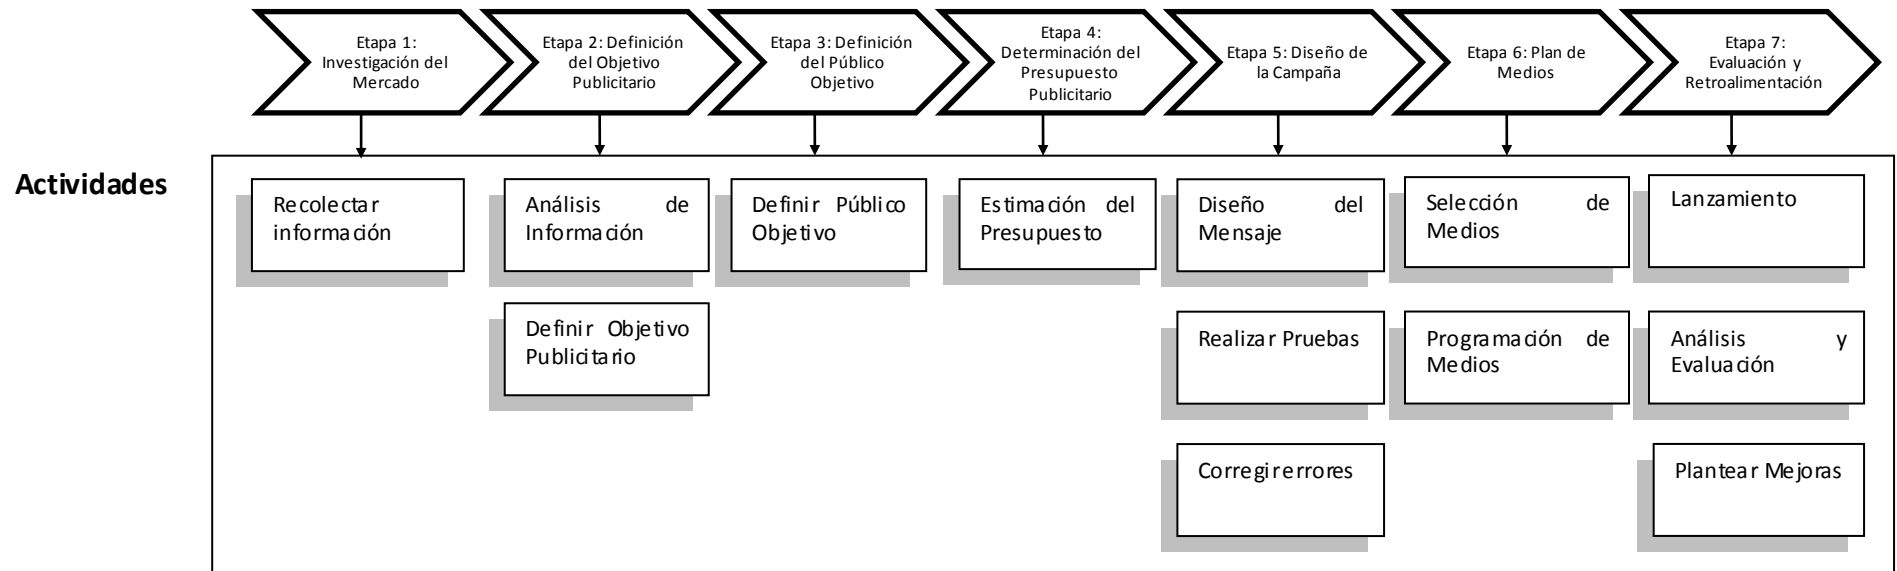 Etapa 1:
Investigación del
Mercado
Etapa 2: Definición
del Objetivo
Publicitario
Etapa 3: Definición
del Público
Objetivo
Etapa 4:
Determinación del
Presupuesto
Publicitario
Etapa 5: Diseño de
la Campaña
Etapa 6: Plan de
Medios
Etapa 7:
Evaluación y
Retroalimentación
Actividades
Recolectar
información
Análisis de
Información
Definir Objetivo
Publicitario
Definir Público
Objetivo
Estimación del
Presupuesto
Diseño del
Mensaje
Realizar Pruebas
Corregir errores
Selección de
Medios
Programación de
Medios
Lanzamiento
Análisis y
Evaluación
Plantear Mejoras